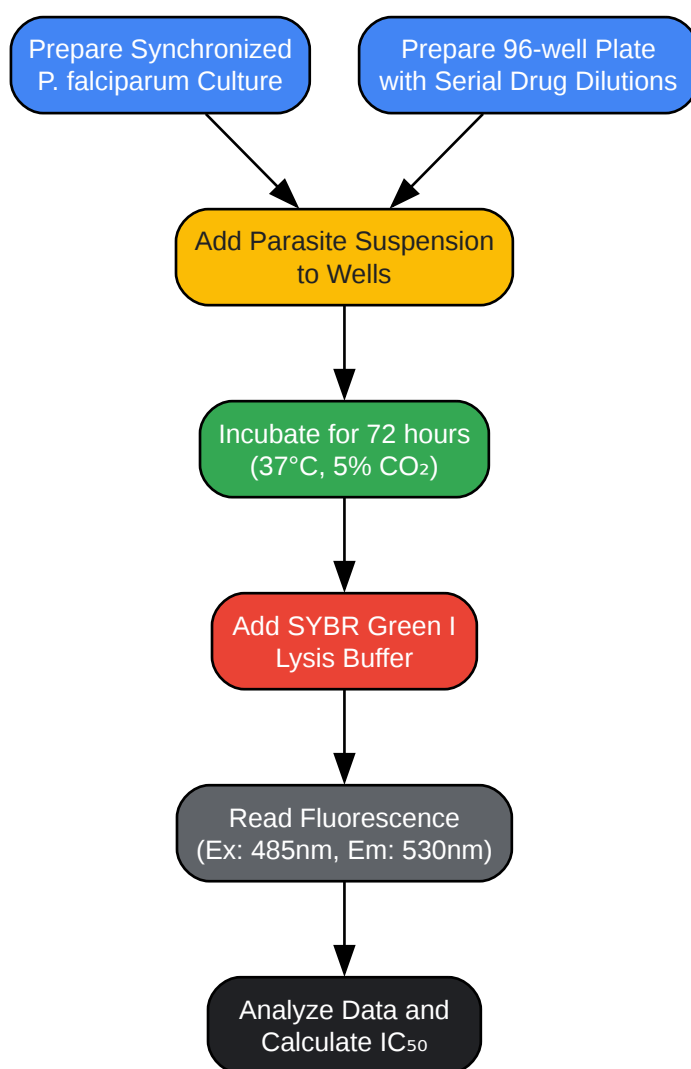 Prepare Synchronized
P. falciparum Culture
Prepare 96-well Plate
with Serial Drug Dilutions
Add Parasite Suspension
to Wells
Incubate for 72 hours
(37°C, 5% CO₂)
Add SYBR Green I
Lysis Buffer
Read Fluorescence
(Ex: 485nm, Em: 530nm)
Analyze Data and
Calculate IC₅₀